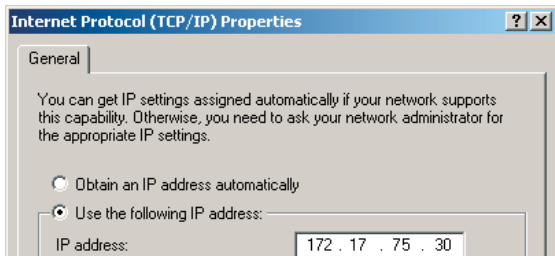 Internet Protocol (TCP/IP) Properties
General
You can get IP settings assigned automatically if your network supports
this capability. Otherwise, you need to ask your network administrator for
the appropriate IP settings.
Obtain an IP address automatically
Use the following IP address:
IP address: 172 . 17 . 75 . 30